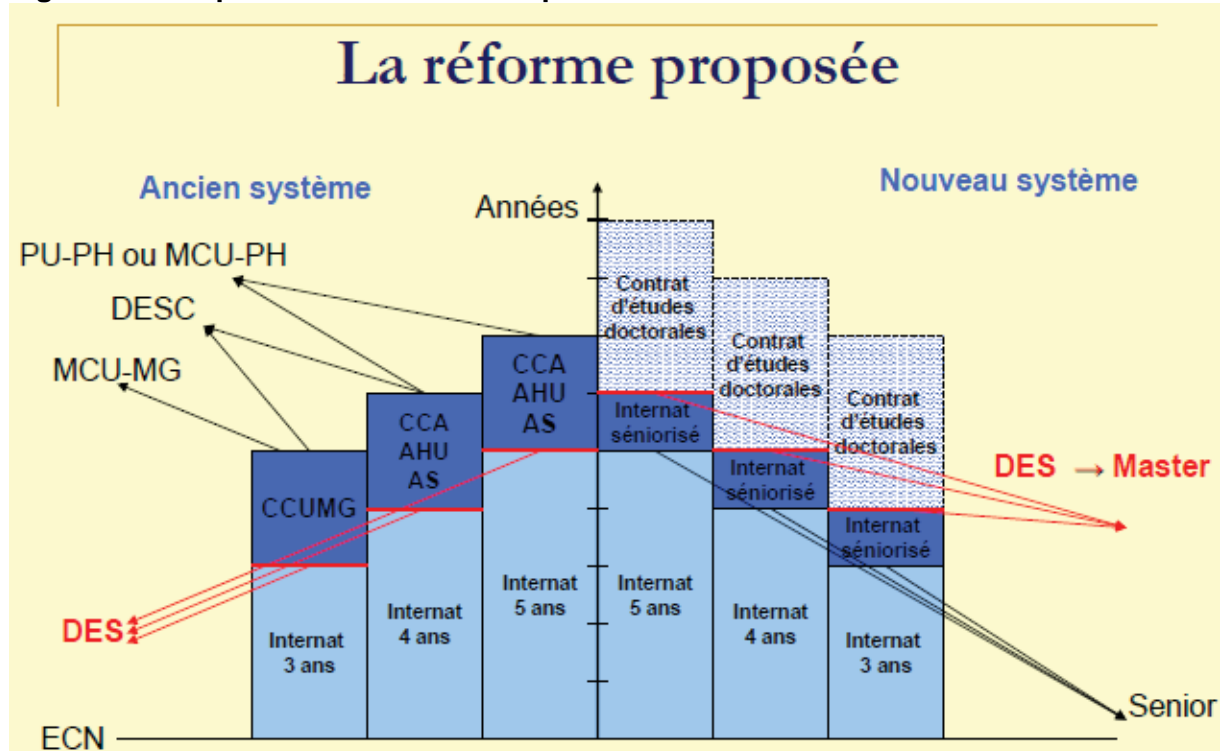 La réforme proposée
Ancien système
Nouveau système
Années
PU-PH ou MCU-PH
DESC
MCU-MG
CCUMG
CCA
AHU
AS
CCA
AHU
AS
Contrat
d'études
doctorales
Contrat
d'études
doctorales
Contrat
d'études
doctorales
Internat
séniorisé
Internat
séniorisé
Internat
séniorisé
DES → Master
DES
Internat
3 ans
Internat
4 ans
Internat
5 ans
Internat
5 ans
Internat
4 ans
Internat
3 ans
Senior
ECN